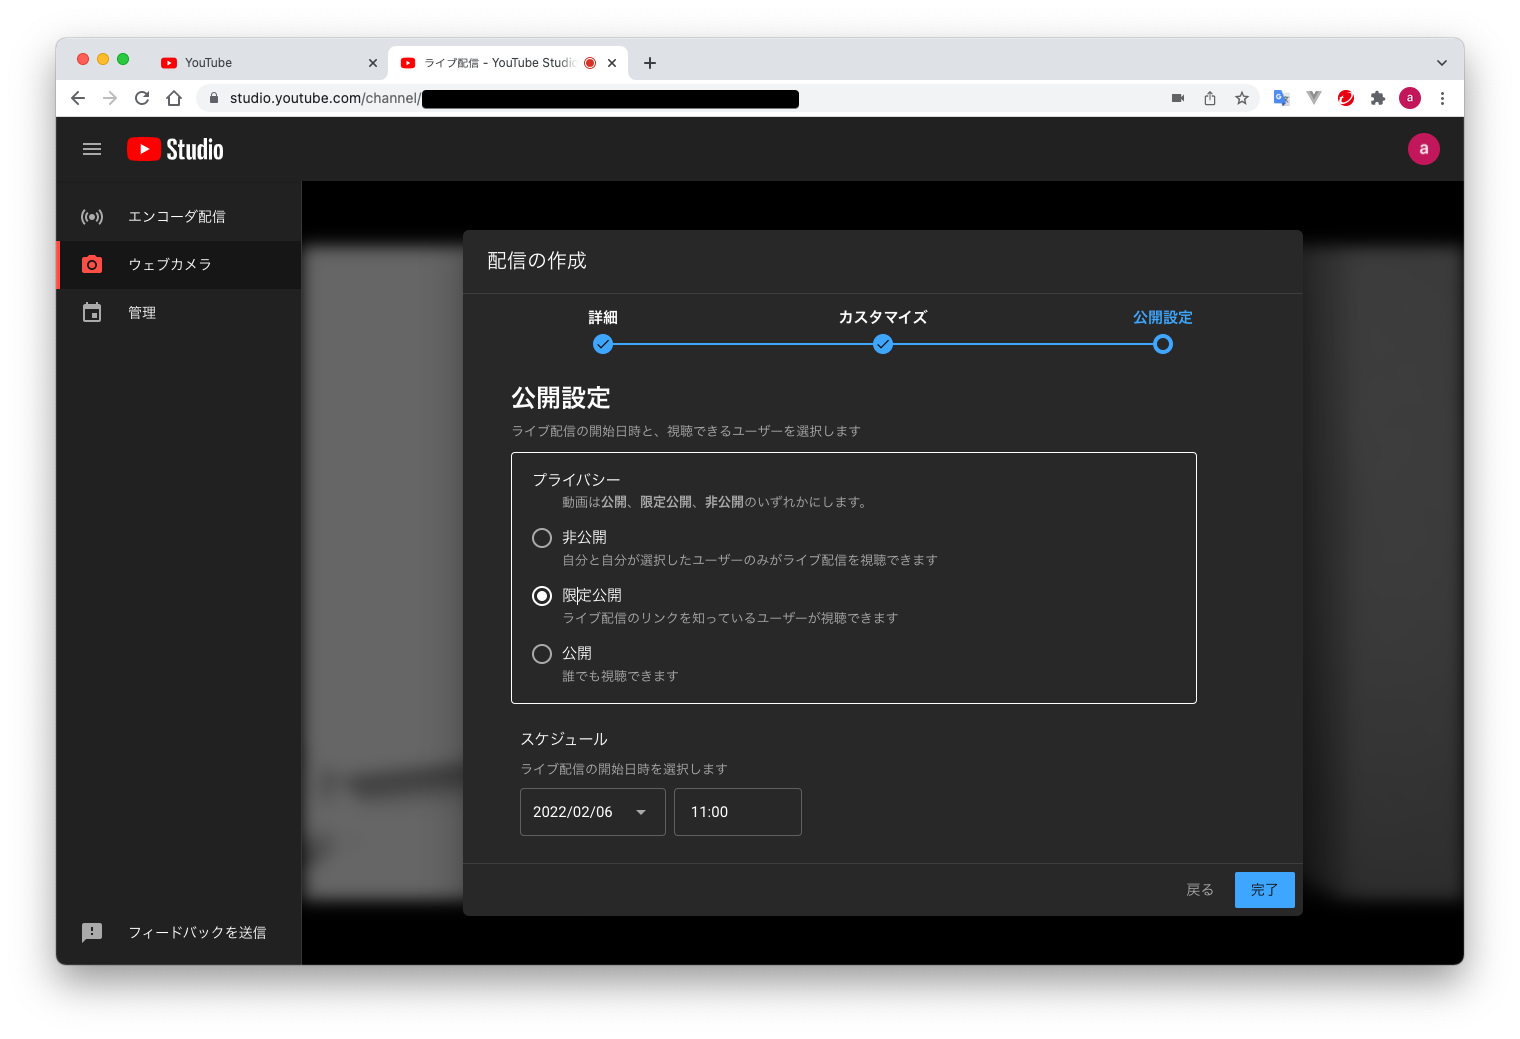 YouTube
ライブ配信 - YouTube Studio
studio.youtube.com/channel/
a
Studio
a
エンコーダ配信
ウェブカメラ
管理
フィードバックを送信
配信の作成
詳細
カスタマイズ
公開設定
公開設定
ライブ配信の開始日時と、視聴できるユーザーを選択します
プライバシー
動画は公開、限定公開、非公開のいずれかにします。
非公開
自分と自分が選択したユーザーのみがライブ配信を視聴できます
限定公開
ライブ配信のリンクを知っているユーザーが視聴できます
公開
誰でも視聴できます
スケジュール
ライブ配信の開始日時を選択します
2022/02/06
11:00
戻る
完了